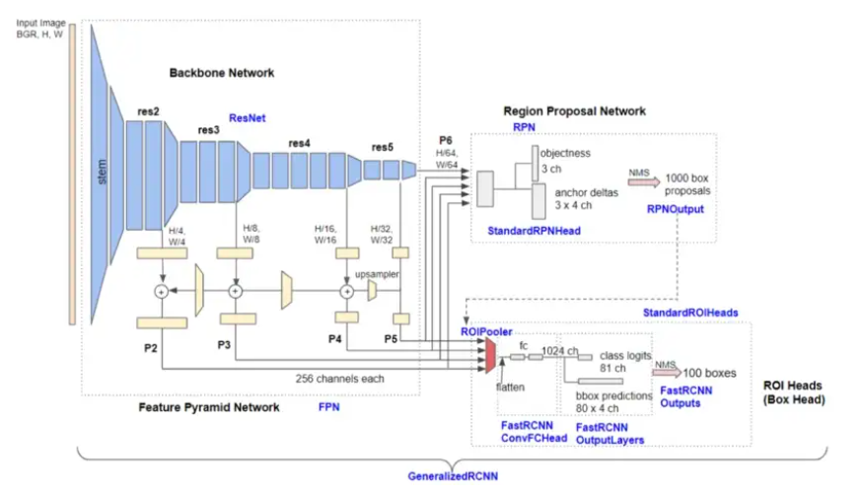 Input Image
BGR, H, W
Backbone Network
res2
ResNet
res3
res4
res5
stem
H/4,
W/4
H/8,
W/8
H/16,
W/16
H/32,
W/32
upsampler
P2
P3
P4
P5
256 channels each
Feature Pyramid Network
FPN
P6
H/64,
W/64
Region Proposal Network
RPN
objectness
3 ch
anchor deltas
3 x 4 ch
NMS
1000 box
proposals
StandardRPNHead
RPNOutput
StandardROIHeads
ROIPooler
fc
1024 ch
flatten
class logits
81 ch
bbox predictions
80 x 4 ch
NMS
100 boxes
FastRCNN
ConvFCHead
FastRCNN
OutputLayers
FastRCNN
Outputs
ROI Heads
(Box Head)
GeneralizedRCNN